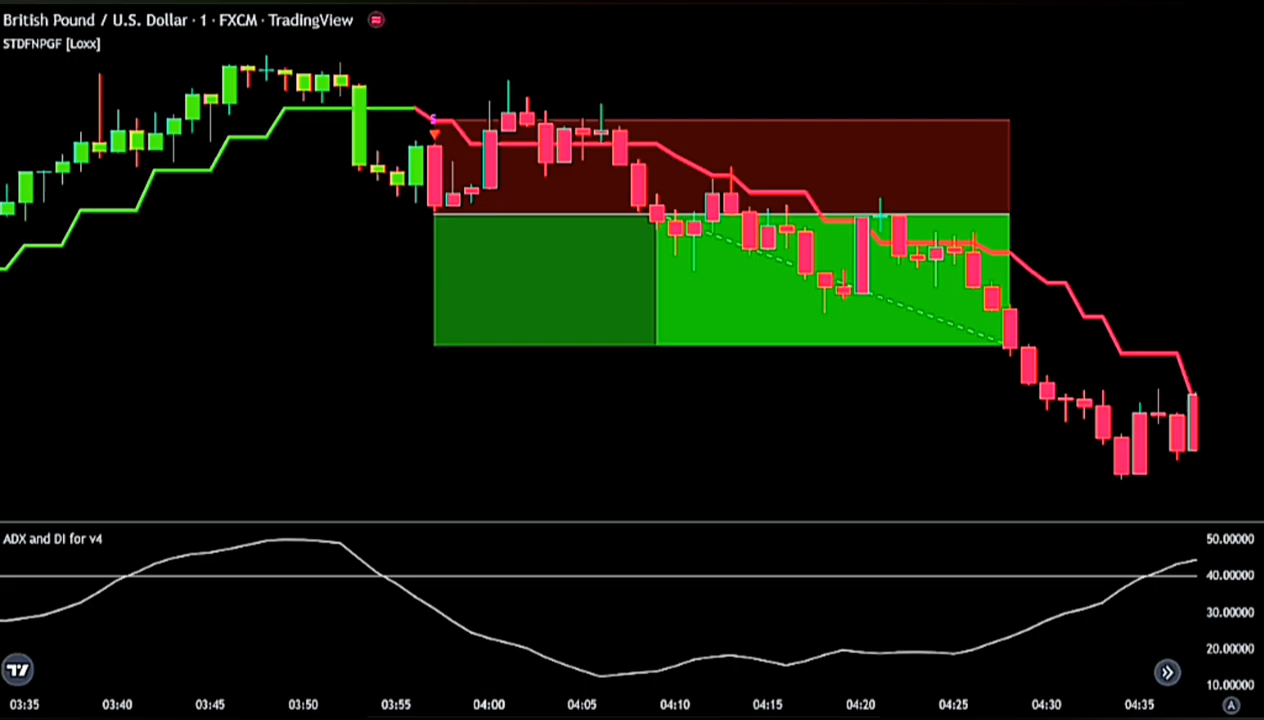 British Pound / U.S. Dollar · 1 · FXCM · TradingView
STDFNPGF [Loxx]
S
ADX and DI for v4
50.00000
40.00000
30.00000
20.00000
10.00000
03:35 03:40 03:45 03:50 03:55 04:00 04:05 04:10 04:15 04:20 04:25 04:30 04:35 A